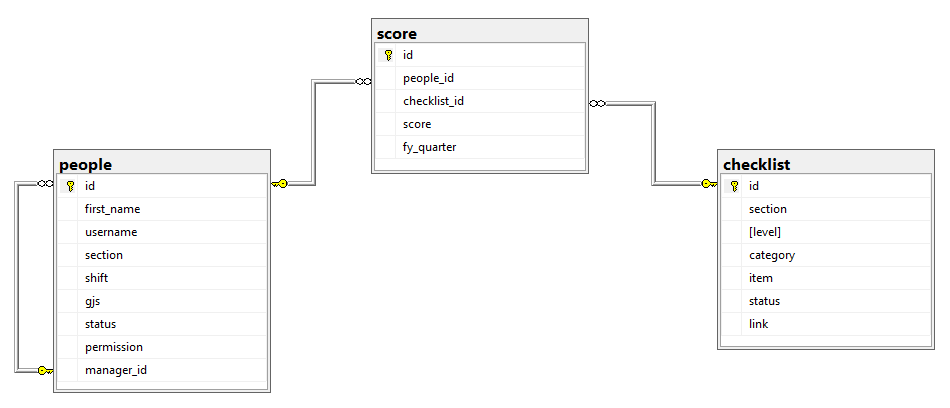 score
id
people_id
checklist_id
score
fy_quarter
people
id
first_name
username
section
shift
gjs
status
permission
manager_id
checklist
id
section
[level]
category
item
status
link